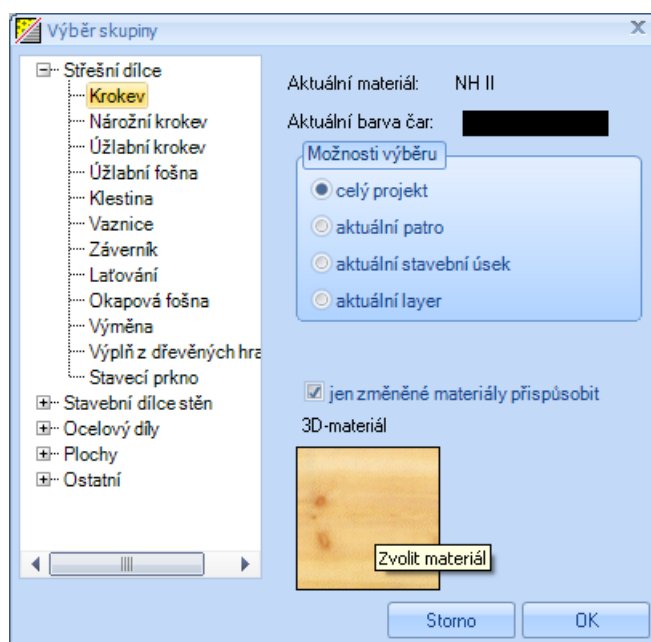 Výběr skupiny
Střešní dílce
Krokev
Nárožní krokev
Úžlabní krokev
Úžlabní fošna
Klestina
Vaznice
Záverník
Laťování
Okapová fošna
Výměna
Výplň z dřevěných hra
Stavecí prkno
Stavební dílce stěn
Ocelový díly
Plochy
Ostatní
Aktuální materiál: NH II
Aktuální barva čar:
Možnosti výběru
celý projekt
aktuální patro
aktuální stavební úsek
aktuální layer
jen změněné materiály přispůsobit
3D-materiál
Zvolit materiál
Storno OK